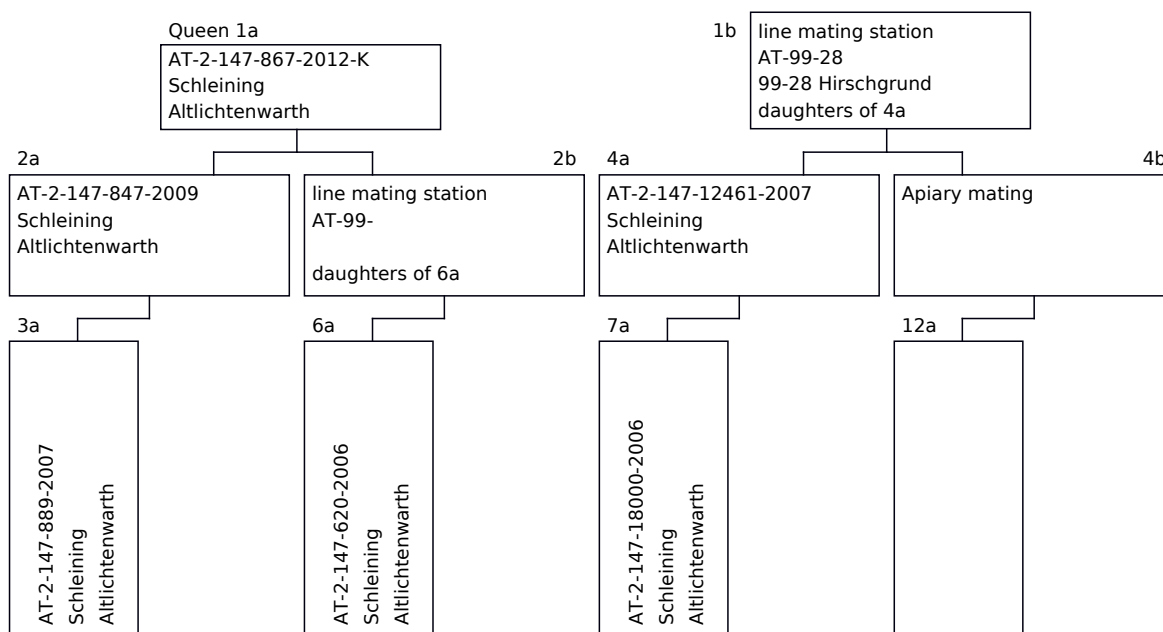 Queen 1a
AT-2-147-867-2012-K
Schleining
Altlichtenwarth
1b
line mating station
AT-99-28
99-28 Hirschgrund
daughters of 4a
2a
AT-2-147-847-2009
Schleining
Altlichtenwarth
2b
line mating station
AT-99-
daughters of 6a
4a
AT-2-147-12461-2007
Schleining
Altlichtenwarth
4b
Apiary mating
3a
AT-2-147-889-2007
Schleining
Altlichtenwarth
6a
AT-2-147-620-2006
Schleining
Altlichtenwarth
7a
AT-2-147-18000-2006
Schleining
Altlichtenwarth
12a